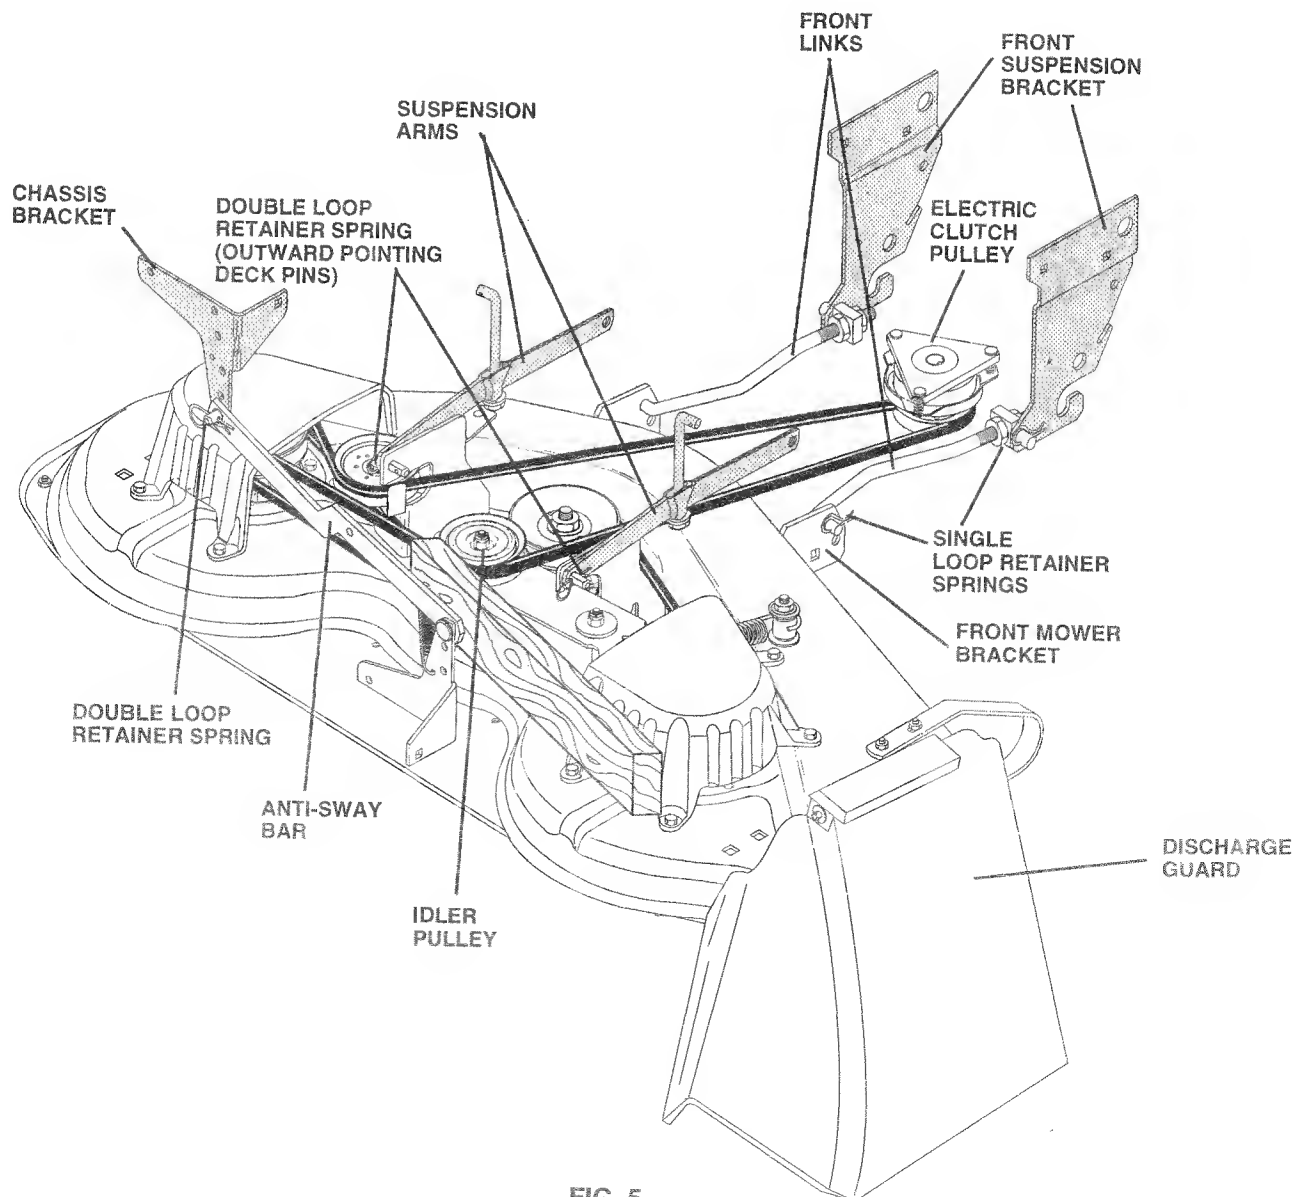 FRONT
LINKS
FRONT
SUSPENSION
BRACKET
SUSPENSION
ARMS
CHASSIS
BRACKET
DOUBLE LOOP
RETAINER SPRING
(OUTWARD POINTING
DECK PINS)
ELECTRIC
CLUTCH
PULLEY
SINGLE
LOOP RETAINER
SPRINGS
FRONT MOWER
BRACKET
DOUBLE LOOP
RETAINER SPRING
ANTI-SWAY
BAR
IDLER
PULLEY
DISCHARGE
GUARD
FIG. 5